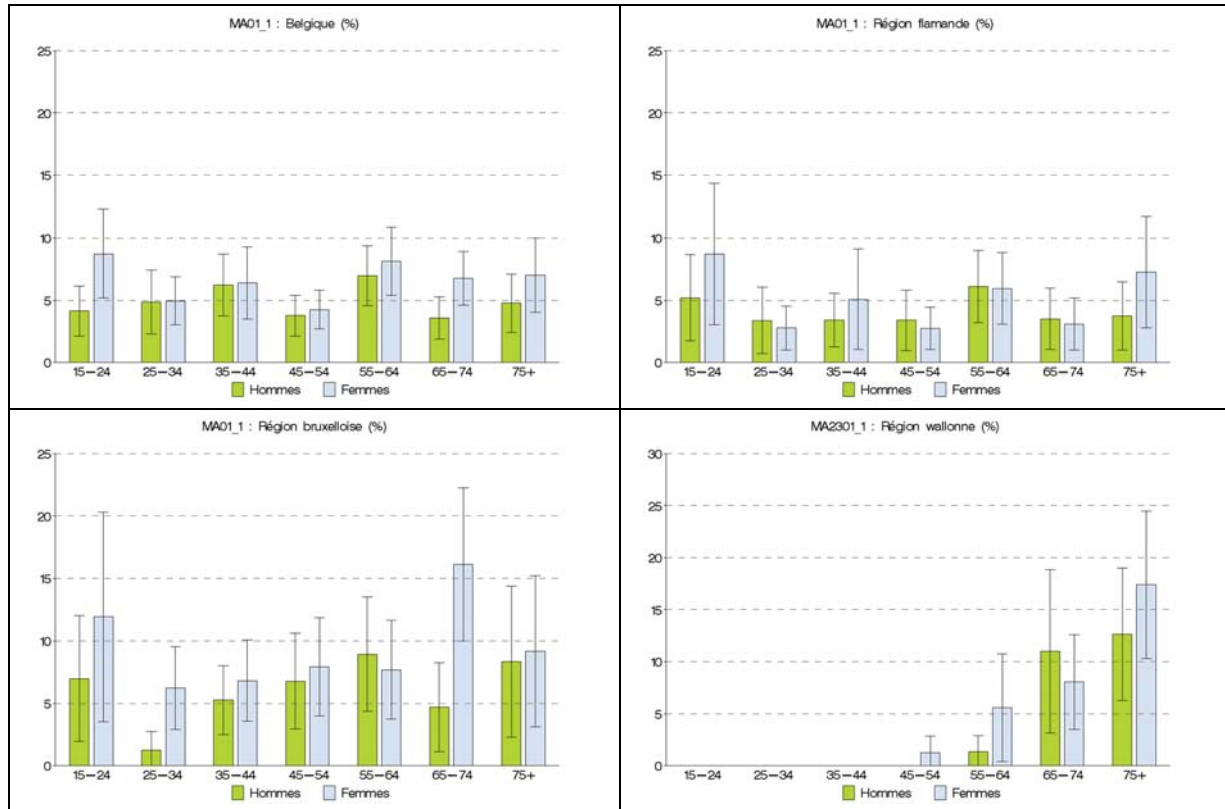 MA01_1 : Belgique (%)
25
20
15
10
5
0
15-24 25-34 35-44 45-54 55-64 65-74 75+
Hommes Femmes
MA01_1 : Région flamande (%)
25
20
15
10
5
0
15-24 25-34 35-44 45-54 55-64 65-74 75+
Hommes Femmes
MA01_1 : Région bruxelloise (%)
25
20
15
10
5
0
15-24 25-34 35-44 45-54 55-64 65-74 75+
Hommes Femmes
MA2301_1 : Région wallonne (%)
30
25
20
15
10
5
0
15-24 25-34 35-44 45-54 55-64 65-74 75+
Hommes Femmes